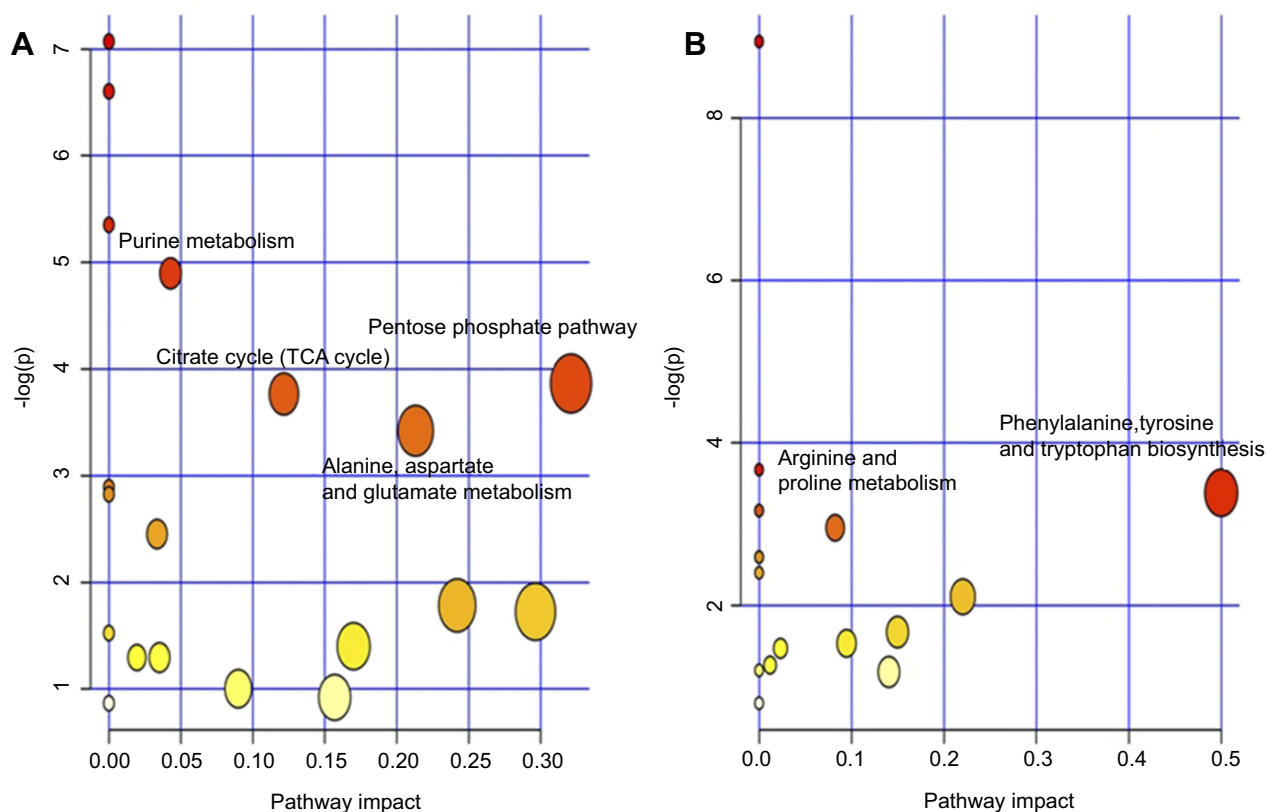 A
7
6
5
4
3
2
1
-log(p)
Purine metabolism
Pentose phosphate pathway
Citrate cycle (TCA cycle)
Alanine, aspartate
and glutamate metabolism
0.00 0.05 0.10 0.15 0.20 0.25 0.30
Pathway impact
B
8
6
4
2
-log(p)
Phenylalanine,tyrosine
and tryptophan biosynthesis
Arginine and
proline metabolism
0.0 0.1 0.2 0.3 0.4 0.5
Pathway impact